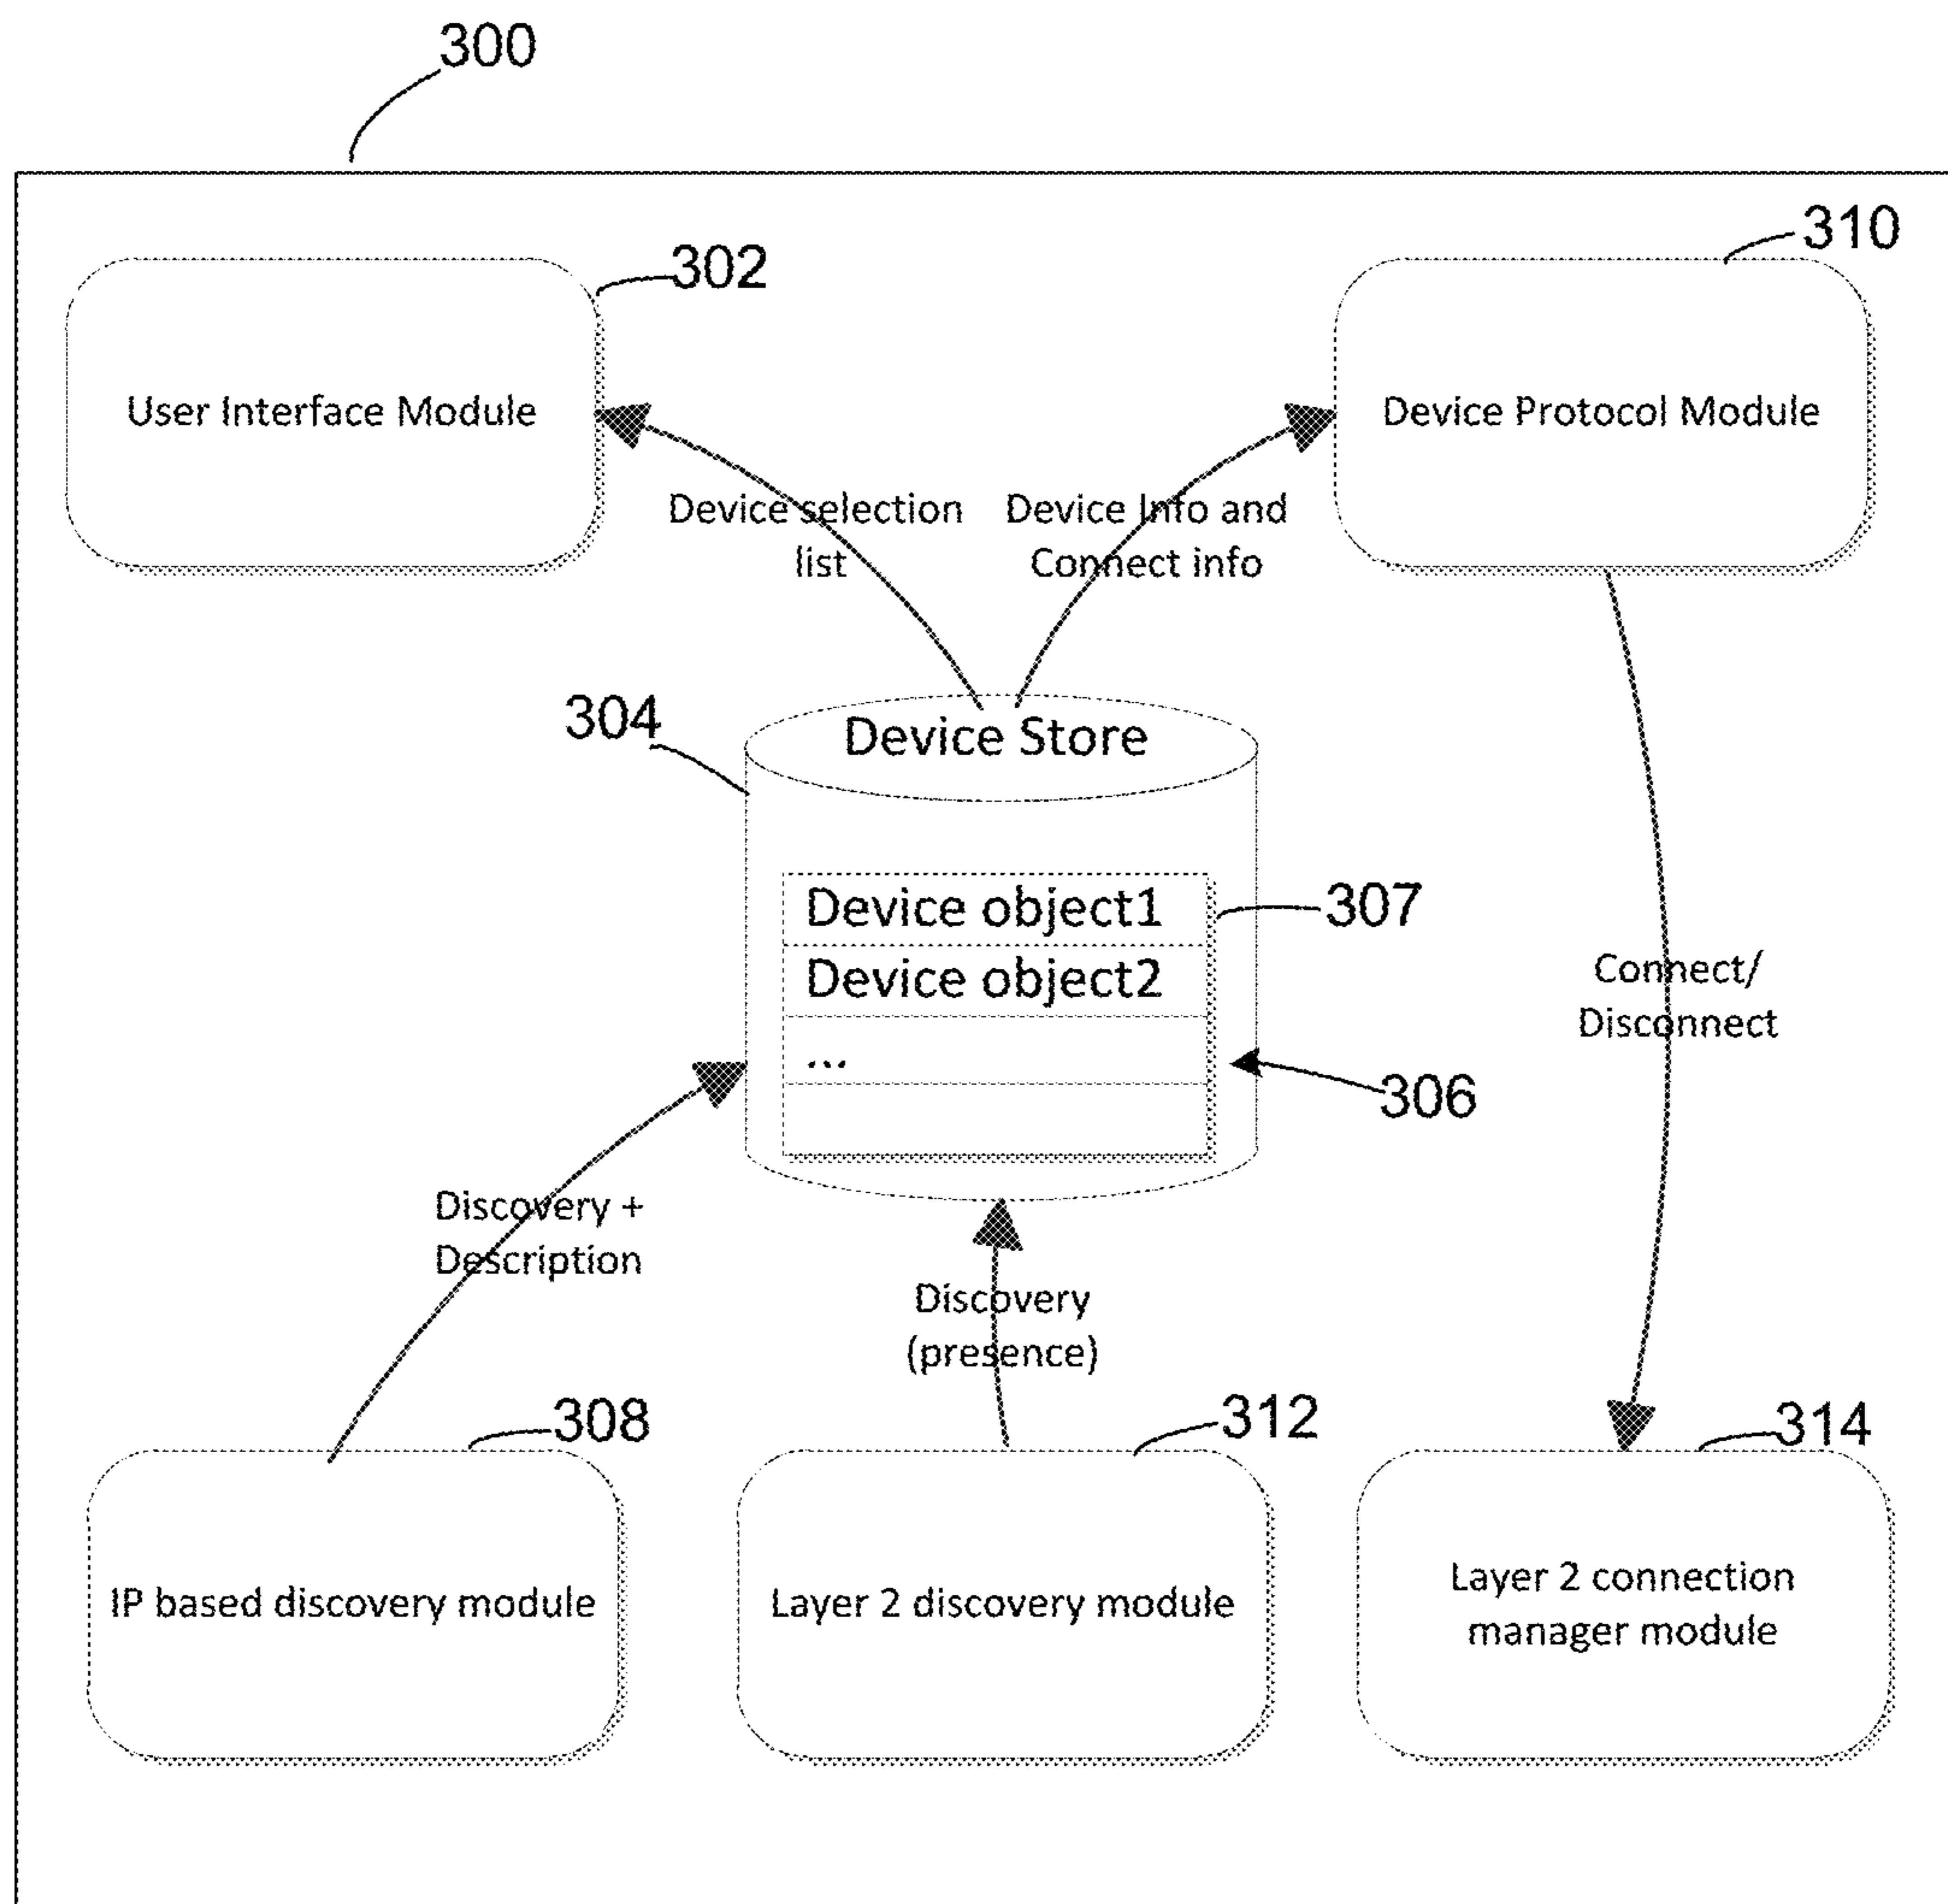 300
310
302
User Interface Module
Device Protocol Module
Device selection
list
Device Info and
Connect info
304
Device Store
Device object1
307
Device object2
...
306
Connect/
Disconnect
Discovery +
Description
Discovery
(presence)
308
312
314
IP based discovery module
Layer 2 discovery module
Layer 2 connection
manager module